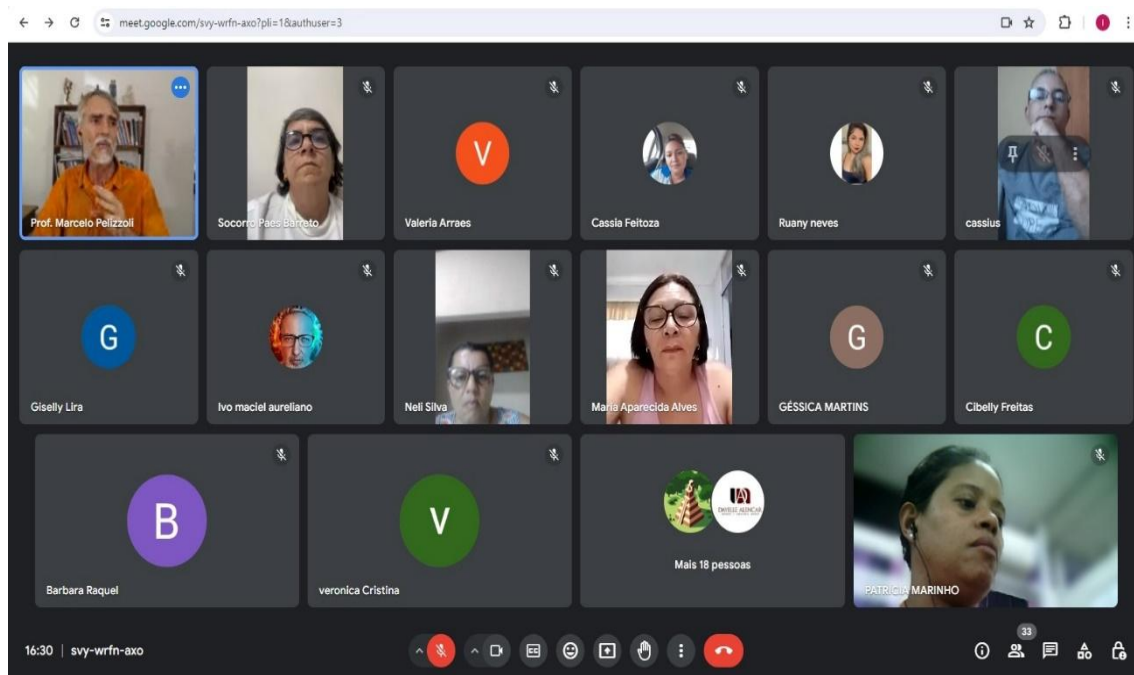 meet.google.com/svy-wrfn-axo?pli=1&authuser=3
Prof. Marcelo Pelizzoli
Socorro Paes Barreto
V
Valeria Arraes
Cassia Feitoza
Ruany neves
cassius
G
Giselly Lira
Ivo maciel aureliano
Neli Silva
Maria Aparecida Alves
G
GÉSSICA MARTINS
C
Cibelly Freitas
B
Barbara Raquel
V
veronica Cristina
Mais 18 pessoas
PATRICIA MARINHO
16:30 | svy-wrfn-axo
33